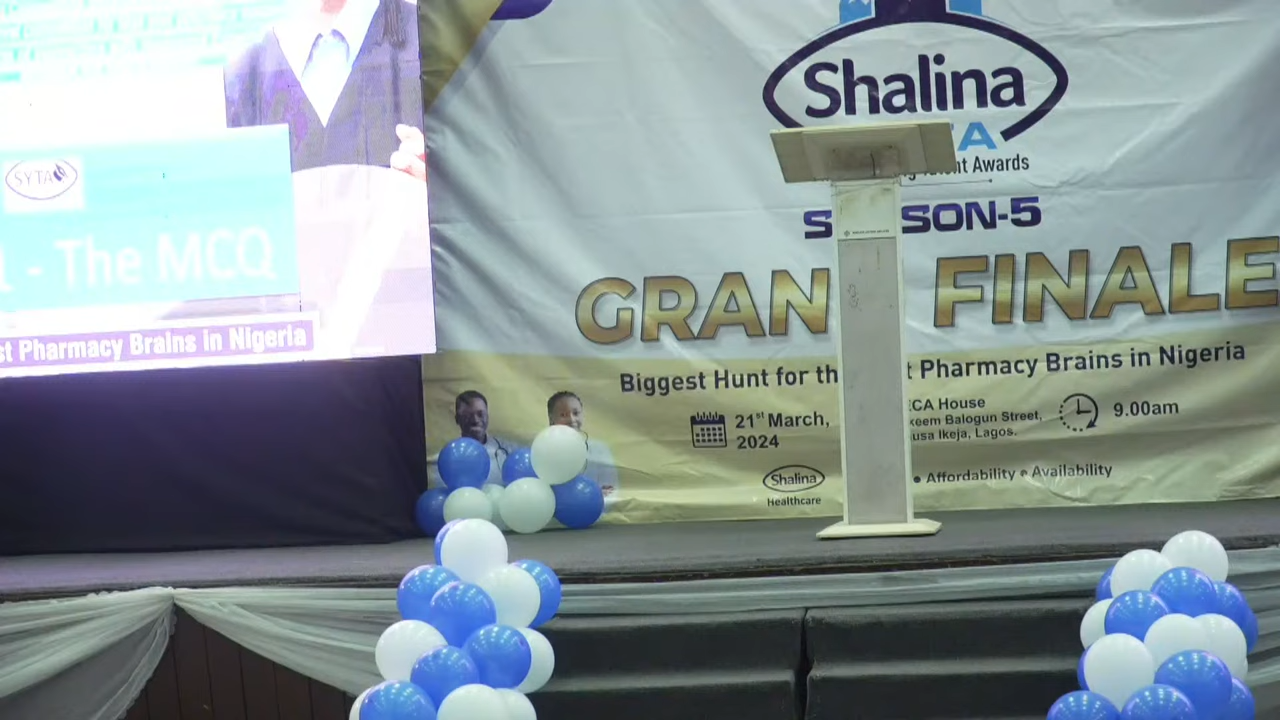 SYTA
- The MCQ
st Pharmacy Brains in Nigeria
Shalina
TA
nt Awards
S SON-5
GRAN FINALE
Biggest Hunt for th t Pharmacy Brains in Nigeria
21st March,
2024
ECA House
keem Balogun Street,
usa Ikeja, Lagos.
9.00am
Shalina
Healthcare
• Affordability • Availability